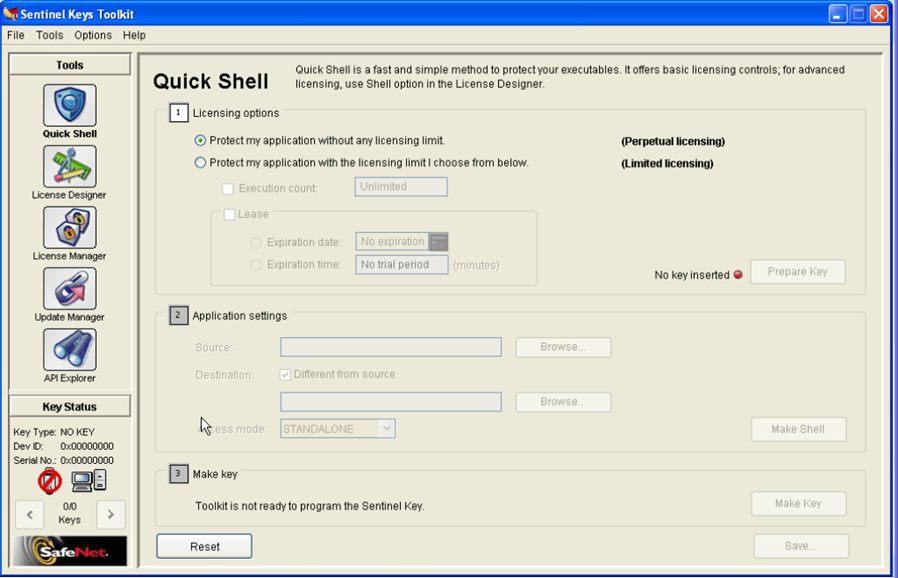 Sentinel Keys Toolkit
File Tools Options Help
Tools
Quick Shell
License Designer
License Manager
Update Manager
API Explorer
Key Status
Key Type: NO KEY
Dev ID: 0x00000000
Serial No.: 0x00000000
0/0
Keys
SafeNet.
Quick Shell
Quick Shell is a fast and simple method to protect your executables. It offers basic licensing controls; for advanced
licensing, use Shell option in the License Designer.
1 Licensing options
Protect my application without any licensing limit. (Perpetual licensing)
Protect my application with the licensing limit I choose from below. (Limited licensing)
Execution count: Unlimited
Lease
Expiration date: No expiration
Expiration time: No trial period (minutes)
No key inserted Prepare Key
2 Application settings
Source: Browse...
Destination: Different from source
Browse...
mode: STANDALONE Make Shell
3 Make key
Toolkit is not ready to program the Sentinel Key. Make Key
Reset Save...